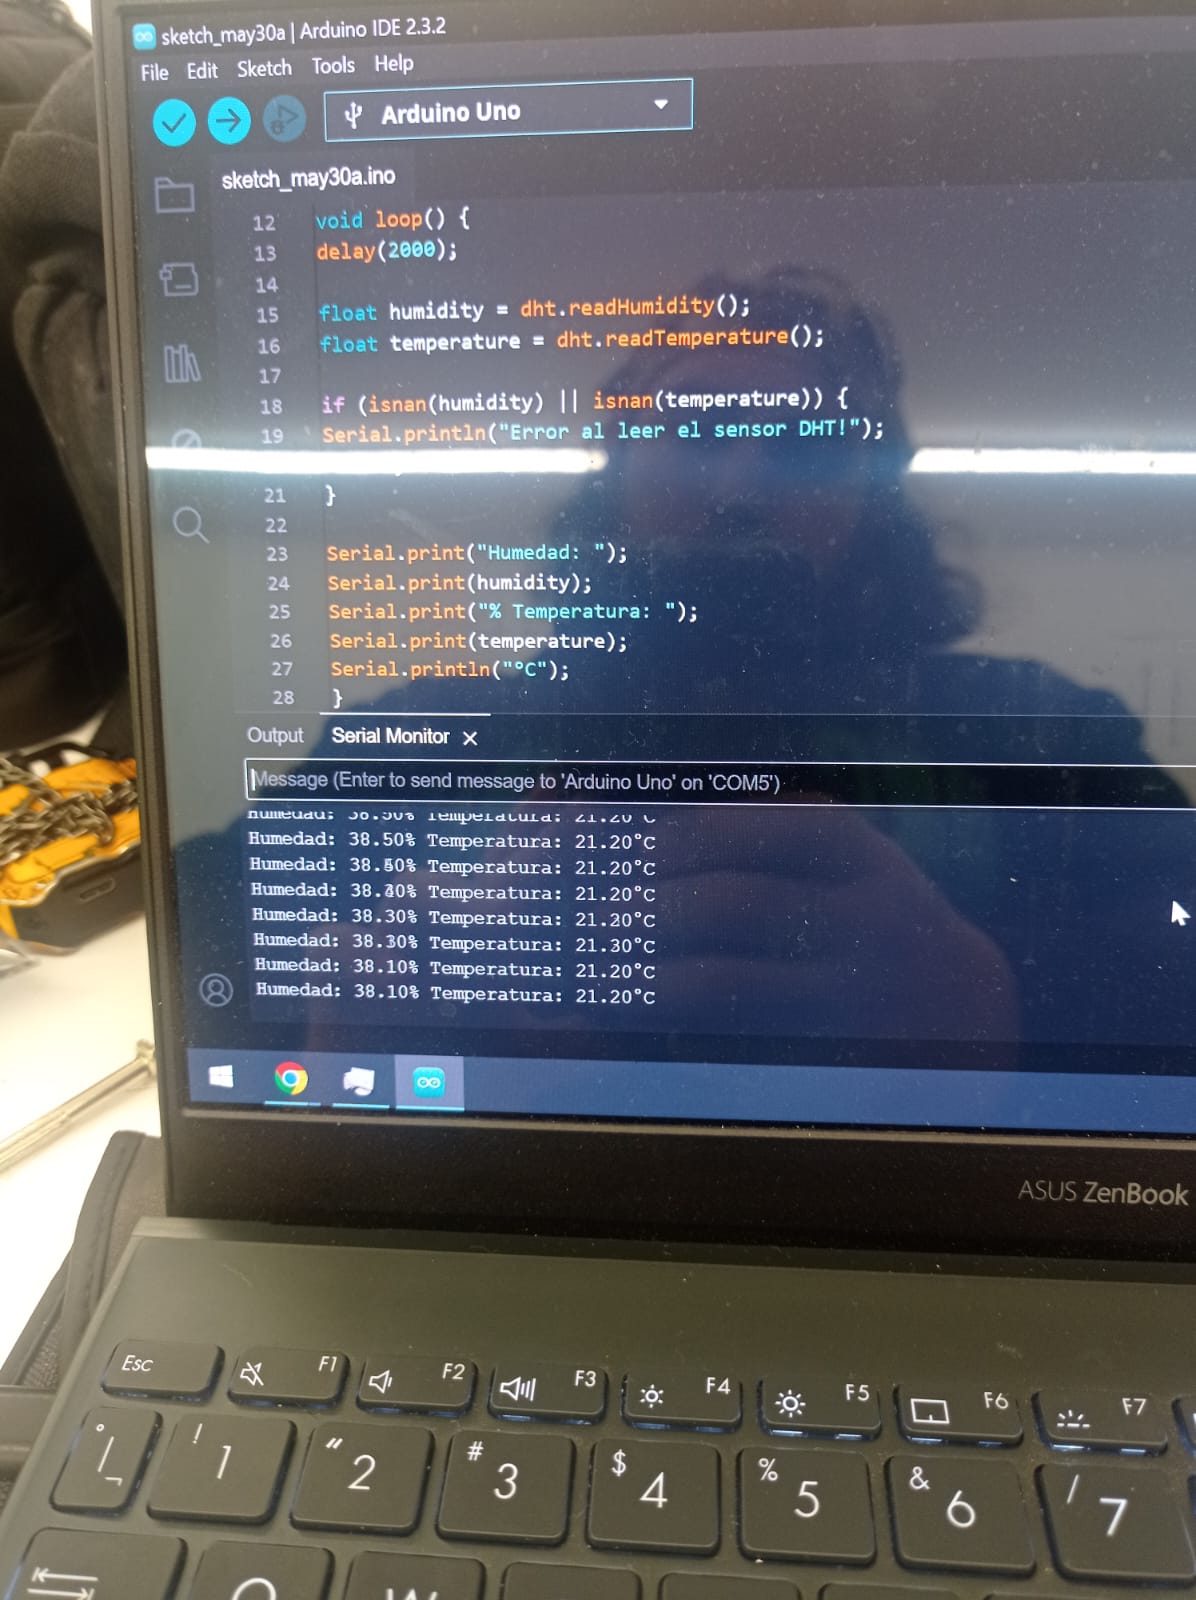 sketch_may30a | Arduino IDE 2.3.2
File Edit Sketch Tools Help
Arduino Uno
sketch_may30a.ino
12 void loop() {
13 delay(2000);
14
15 float humidity = dht.readHumidity();
16 float temperature = dht.readTemperature();
17
18 if (isnan(humidity) || isnan(temperature)) {
19 Serial.println("Error al leer el sensor DHT!");
21 }
22
23 Serial.print("Humedad: ");
24 Serial.print(humidity);
25 Serial.print("% Temperatura: ");
26 Serial.print(temperature);
27 Serial.println("°C");
28 }
Output Serial Monitor
Message (Enter to send message to 'Arduino Uno' on 'COM5')
Humedad: 38.50% Temperatura: 21.20°C
Humedad: 38.50% Temperatura: 21.20°C
Humedad: Temperatura: 21.20°C
Humedad: 38.30% Temperatura: 21.20°C
Humedad: 38.30% Temperatura: 21.30°C
Humedad: 38.10% Temperatura: 21.20°C
Humedad: 38.10% Temperatura: 21.20°C
ASUS ZenBook
Esc F1 F2 F3 F4 F5 F6 F7
° | ¬ ! 1 " 2 # 3 $ 4 % 5 & 6 / 7